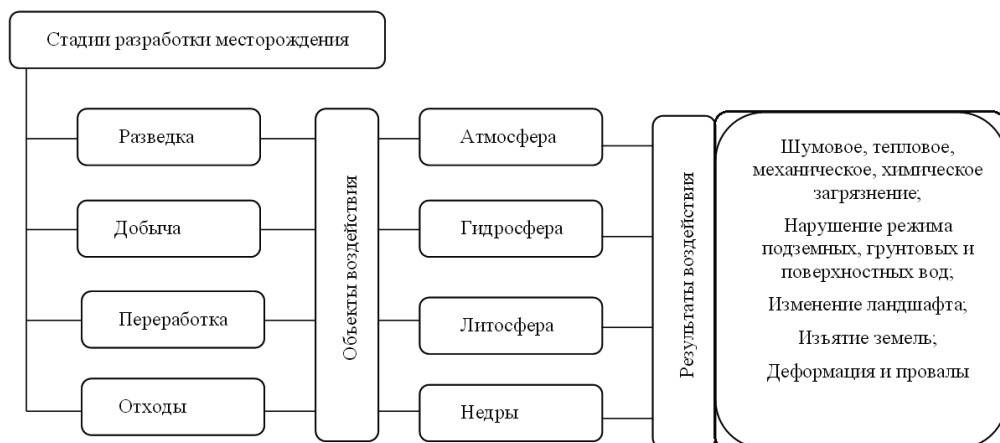 Стадии разработки месторождения
Разведка
Добыча
Переработка
Отходы
Объекты воздействия
Атмосфера
Гидросфера
Литосфера
Недры
Результаты воздействия
Шумовое, тепловое,
механическое, химическое
загрязнение;
Нарушение режима
подземных, грунтовых и
поверхностных вод;
Изменение ландшафта;
Изъятие земель;
Деформация и провалы